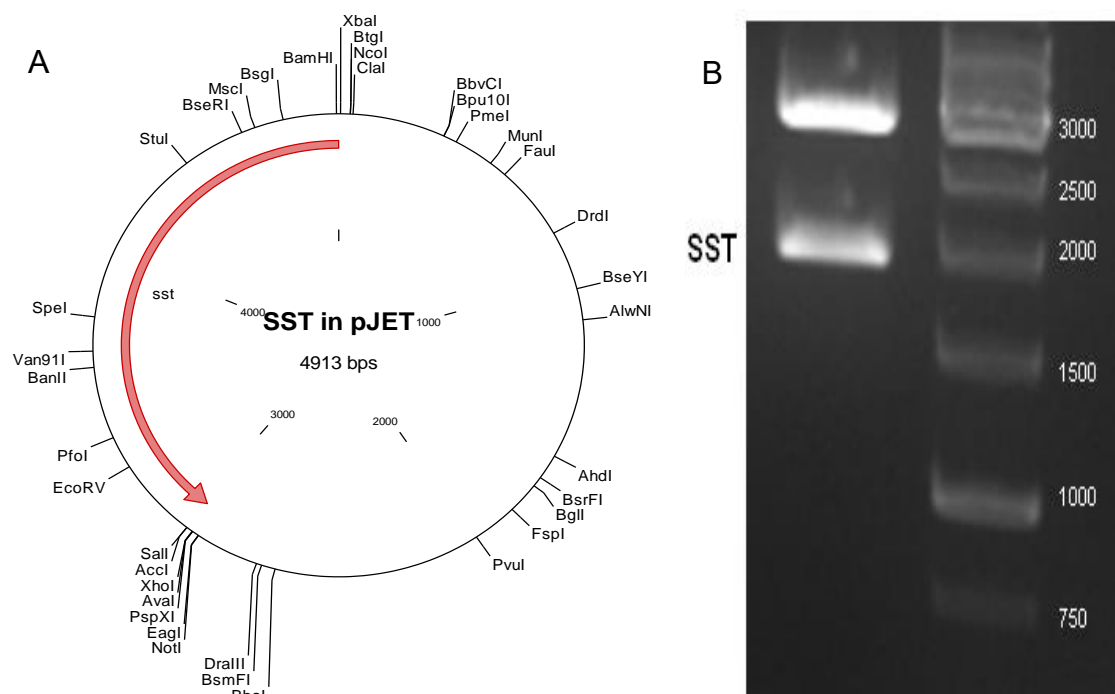 A
XbaI
BtgI
NcoI
ClaI
BamHI
BsgI
MscI
BseRI
StuI
BbvCI
Bpu10I
PmeI
MunI
FauI
DrdI
BseYI
AlwNI
SpeI
Van91I
BanII
PfoI
EcoRV
sst
4000
SST in pJET
1000
4913 bps
3000
2000
AhdI
BsrFI
BglI
FspI
PvuI
SalI
AccI
XhoI
AvaI
PspXI
EagI
NotI
DraIII
BsmFI
B
SST
3000
2500
2000
1500
1000
750